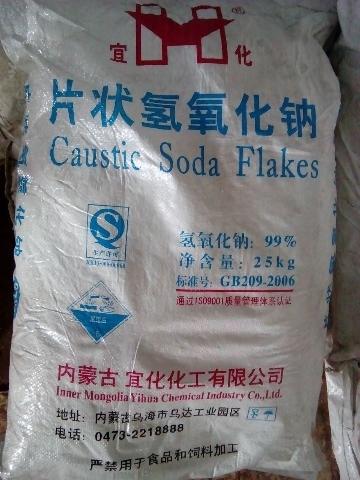 宜 化
片状氢氧化钠
Caustic Soda Flakes
生产许可
氢氧化钠: 99%
净含量: 25kg
标准号: GB209-2006
通过ISO9001质量管理体系认证
内蒙古 宜化化工有限公司
Inner Mongolia Yihua Chemical Industry Co.,Ltd.
地址: 内蒙古乌海市乌达工业园区
电话: 0473-2218888
严禁用于食品和饲料加工